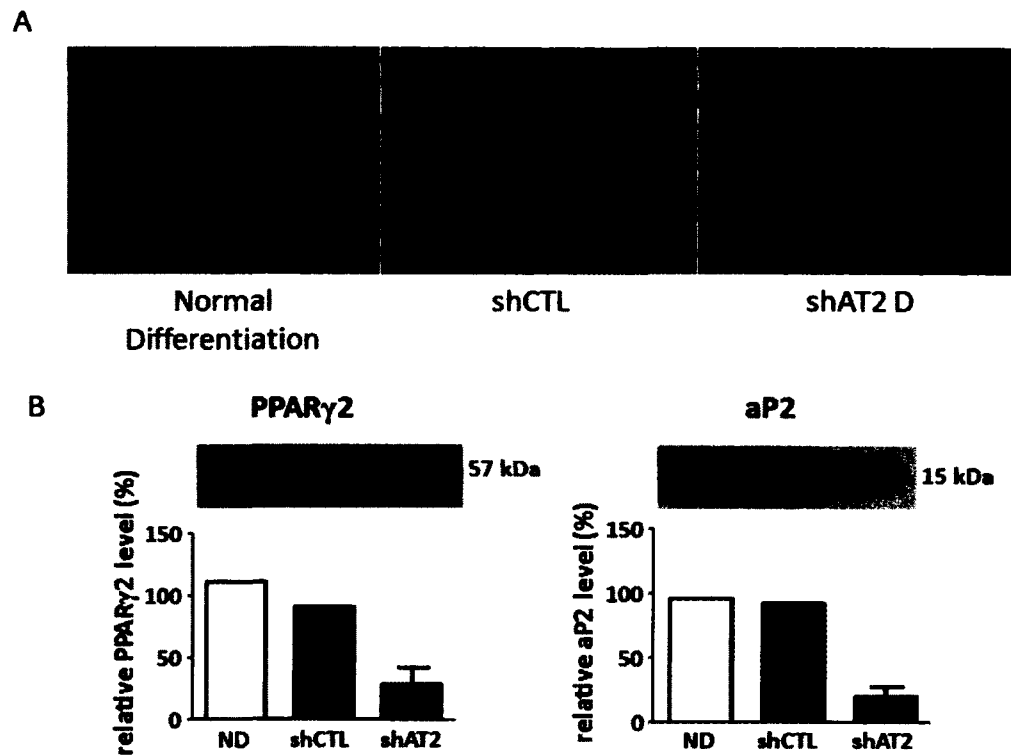 A
Normal
Differentiation
shCTL
shAT2 D
B
PPARγ2
57 kDa
relative PPARγ2 level (%)
150
100
50
0
ND
shCTL
shAT2
aP2
15 kDa
relative aP2 level (%)
150
100
50
0
ND
shCTL
shAT2